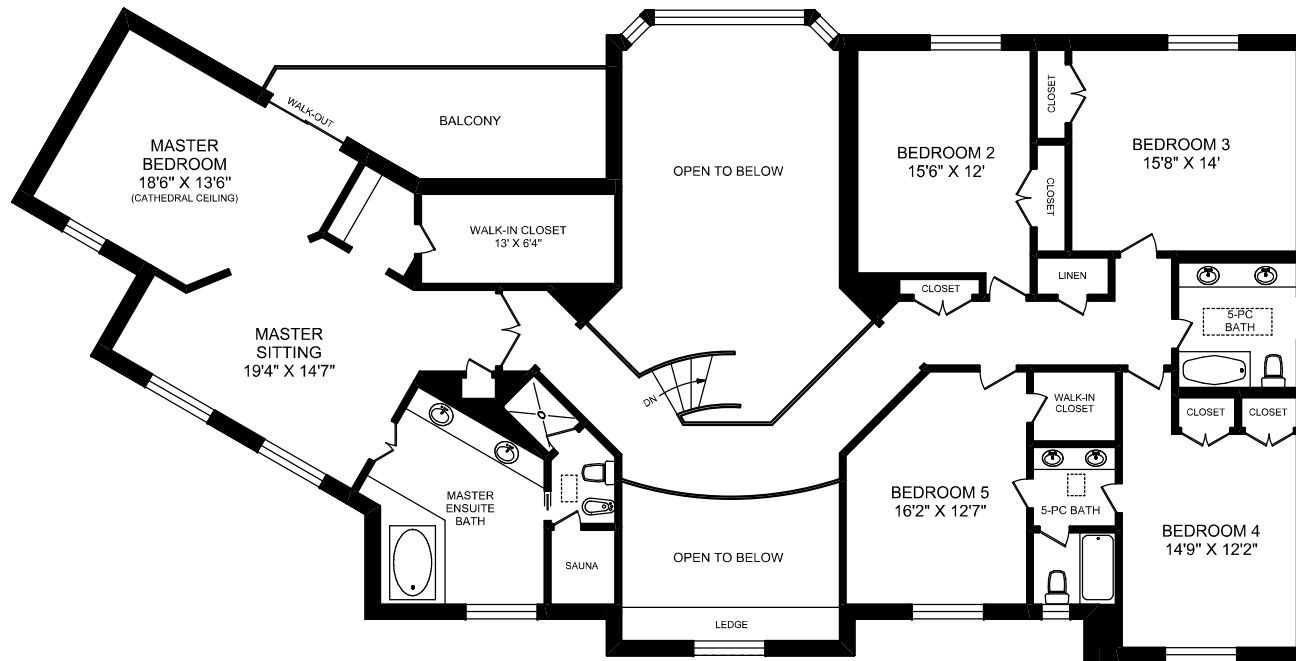 MASTER
BEDROOM
18'6" X 13'6"
(CATHEDRAL CEILING)
WALK-OUT
BALCONY
WALK-IN CLOSET
13' X 6'4"
MASTER
SITTING
19'4" X 14'7"
MASTER
ENSUITE
BATH
SAUNA
OPEN TO BELOW
DN
OPEN TO BELOW
LEDGE
BEDROOM 2
15'6" X 12'
CLOSET
CLOSET
CLOSET
BEDROOM 3
15'8" X 14'
LINEN
5-PC
BATH
WALK-IN
CLOSET
CLOSET
CLOSET
BEDROOM 5
16'2" X 12'7"
5-PC BATH
BEDROOM 4
14'9" X 12'2"